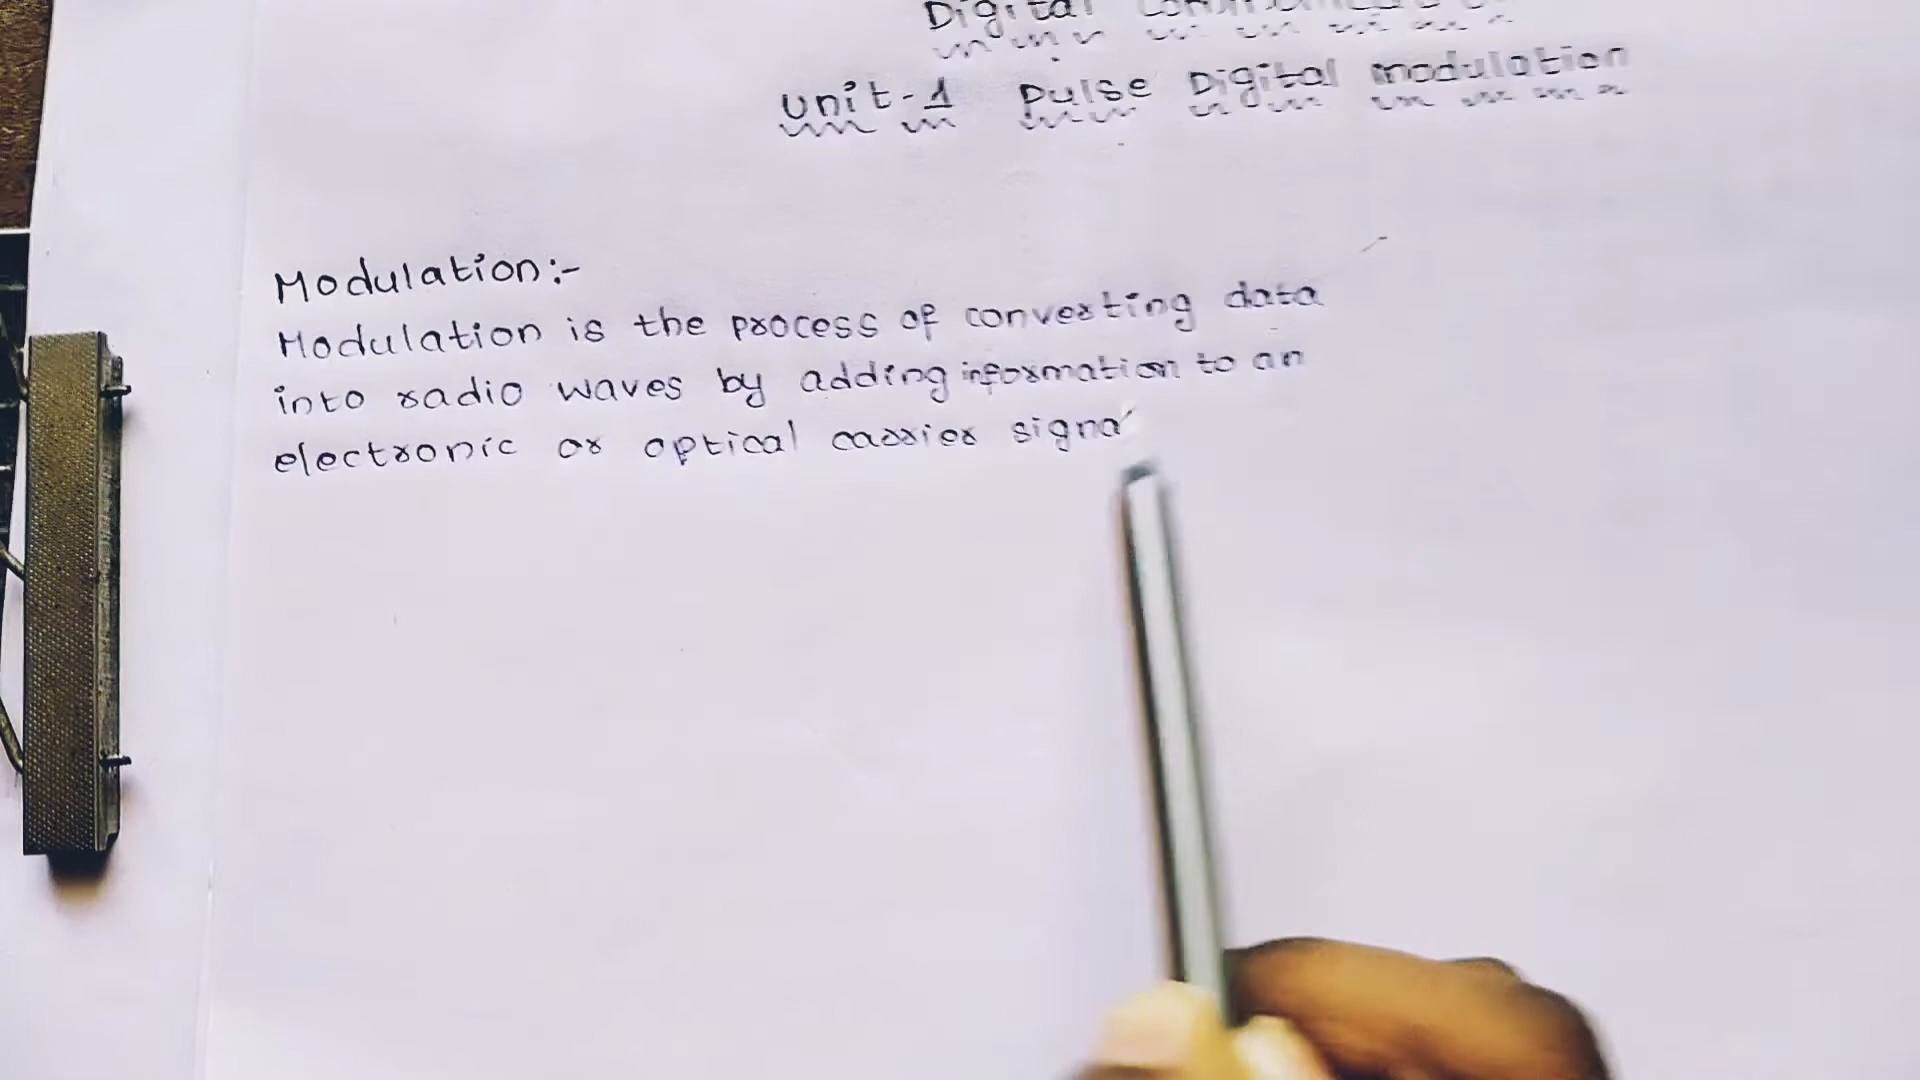 Digital
Unit-1 Pulse Digital modulation
Modulation:-
Modulation is the process of converting data
into radio waves by adding information to an
electronic or optical carrier